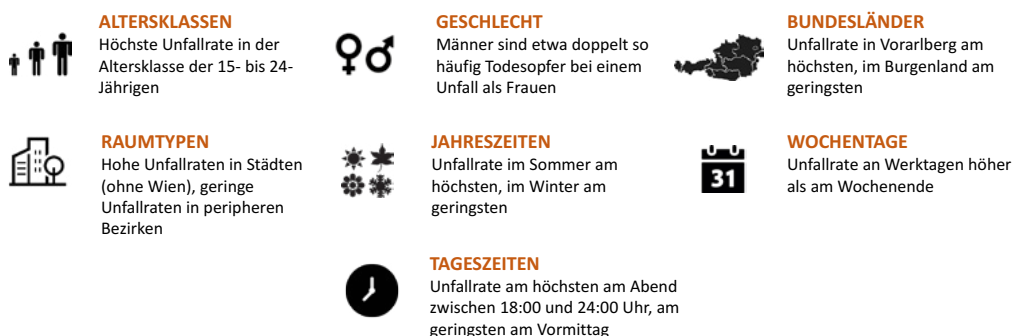 ALTERSKLASSEN
Höchste Unfallrate in der
Altersklasse der 15- bis 24-
Jährigen
GESCHLECHT
Männer sind etwa doppelt so
häufig Todesopfer bei einem
Unfall als Frauen
BUNDESLÄNDER
Unfallrate in Vorarlberg am
höchsten, im Burgenland am
geringsten
RAUMTYPEN
Hohe Unfallraten in Städten
(ohne Wien), geringe
Unfallraten in peripheren
Bezirken
JAHRESZEITEN
Unfallrate im Sommer am
höchsten, im Winter am
geringsten
31
WOCHENTAGE
Unfallrate an Werktagen höher
als am Wochenende
TAGESZEITEN
Unfallrate am höchsten am Abend
zwischen 18:00 und 24:00 Uhr, am
geringsten am Vormittag